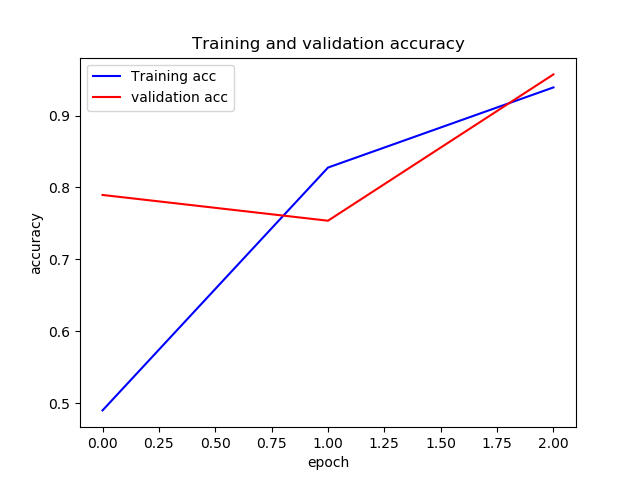 Training and validation accuracy
Training acc
validation acc
accuracy
0.9
0.8
0.7
0.6
0.5
0.00 0.25 0.50 0.75 1.00 1.25 1.50 1.75 2.00
epoch